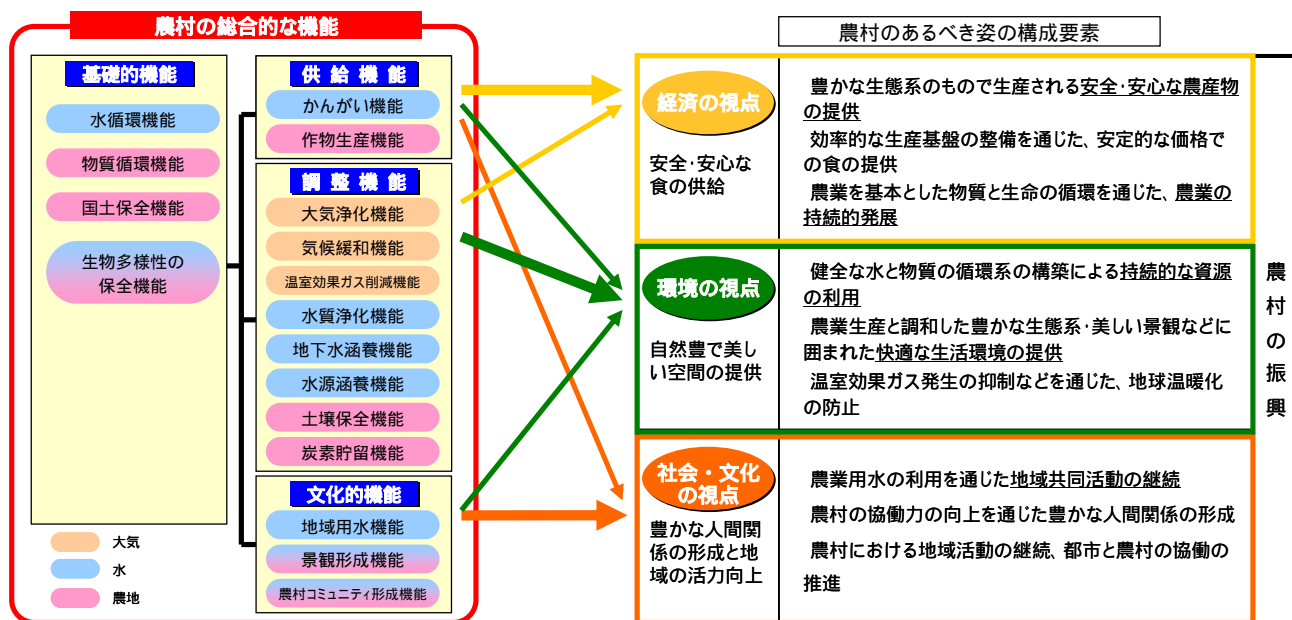 農村の総合的な機能
基礎的機能
水循環機能
物質循環機能
国土保全機能
生物多様性の
保全機能
大気
水
農地
供給機能
かんがい機能
作物生産機能
調整機能
大気浄化機能
気候緩和機能
温室効果ガス削減機能
水質浄化機能
地下水涵養機能
水源涵養機能
土壌保全機能
炭素貯留機能
文化的機能
地域用水機能
景観形成機能
農村コミュニティ形成機能
農村のあるべき姿の構成要素
経済の視点
安全・安心な
食の供給
豊かな生態系のもので生産される安全・安心な農産物
の提供
効率的な生産基盤の整備を通じた、安定的な価格で
の食の提供
農業を基本とした物質と生命の循環を通じた、農業の
持続的発展
環境の視点
自然豊で美し
い空間の提供
健全な水と物質の循環系の構築による持続的な資源
の利用
農業生産と調和した豊かな生態系・美しい景観などに
囲まれた快適な生活環境の提供
温室効果ガス発生の抑制などを通じた、地球温暖化
の防止
社会・文化
の視点
豊かな人間関
係の形成と地
域の活力向上
農業用水の利用を通じた地域共同活動の継続
農村の協働力の向上を通じた豊かな人間関係の形成
農村における地域活動の継続、都市と農村の協働の
推進
農
村
の
振
興